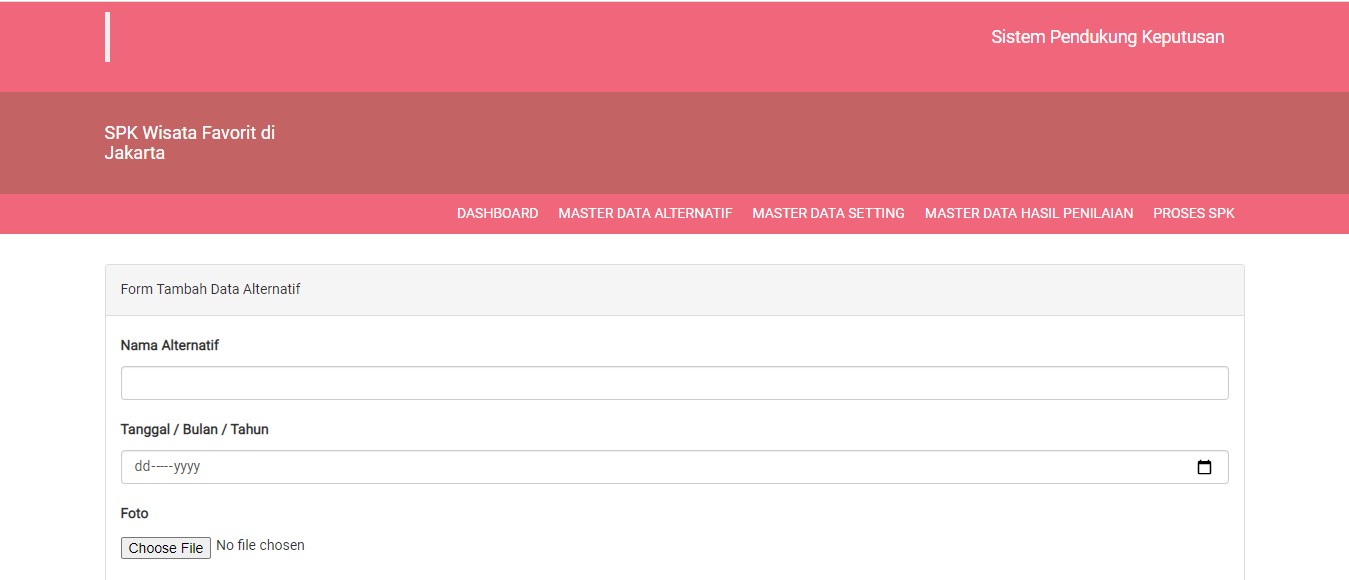 Sistem Pendukung Keputusan
SPK Wisata Favorit di
Jakarta
DASHBOARD MASTER DATA ALTERNATIF MASTER DATA SETTING MASTER DATA HASIL PENILAIAN PROSES SPK
Form Tambah Data Alternatif
Nama Alternatif
Tanggal / Bulan / Tahun
dd-----yyyy
Foto
Choose File No file chosen